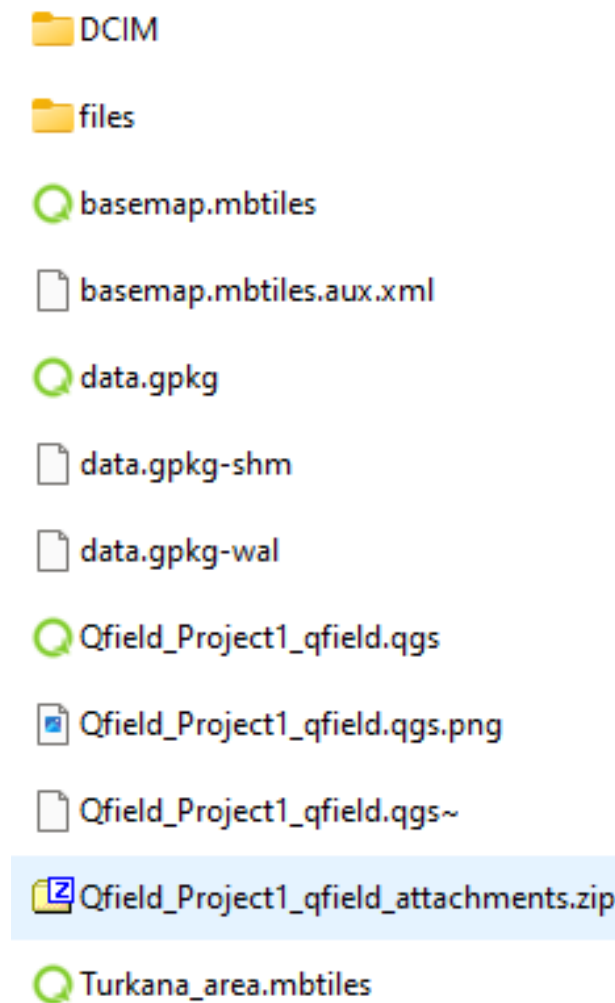 DCIM
files
basemap.mbtiles
basemap.mbtiles.aux.xml
data.gpkg
data.gpkg-shm
data.gpkg-wal
Qfield_Project1_qfield.qgs
Qfield_Project1_qfield.qgs.png
Qfield_Project1_qfield.qgs~
Qfield_Project1_qfield_attachments.zip
Turkana_area.mbtiles